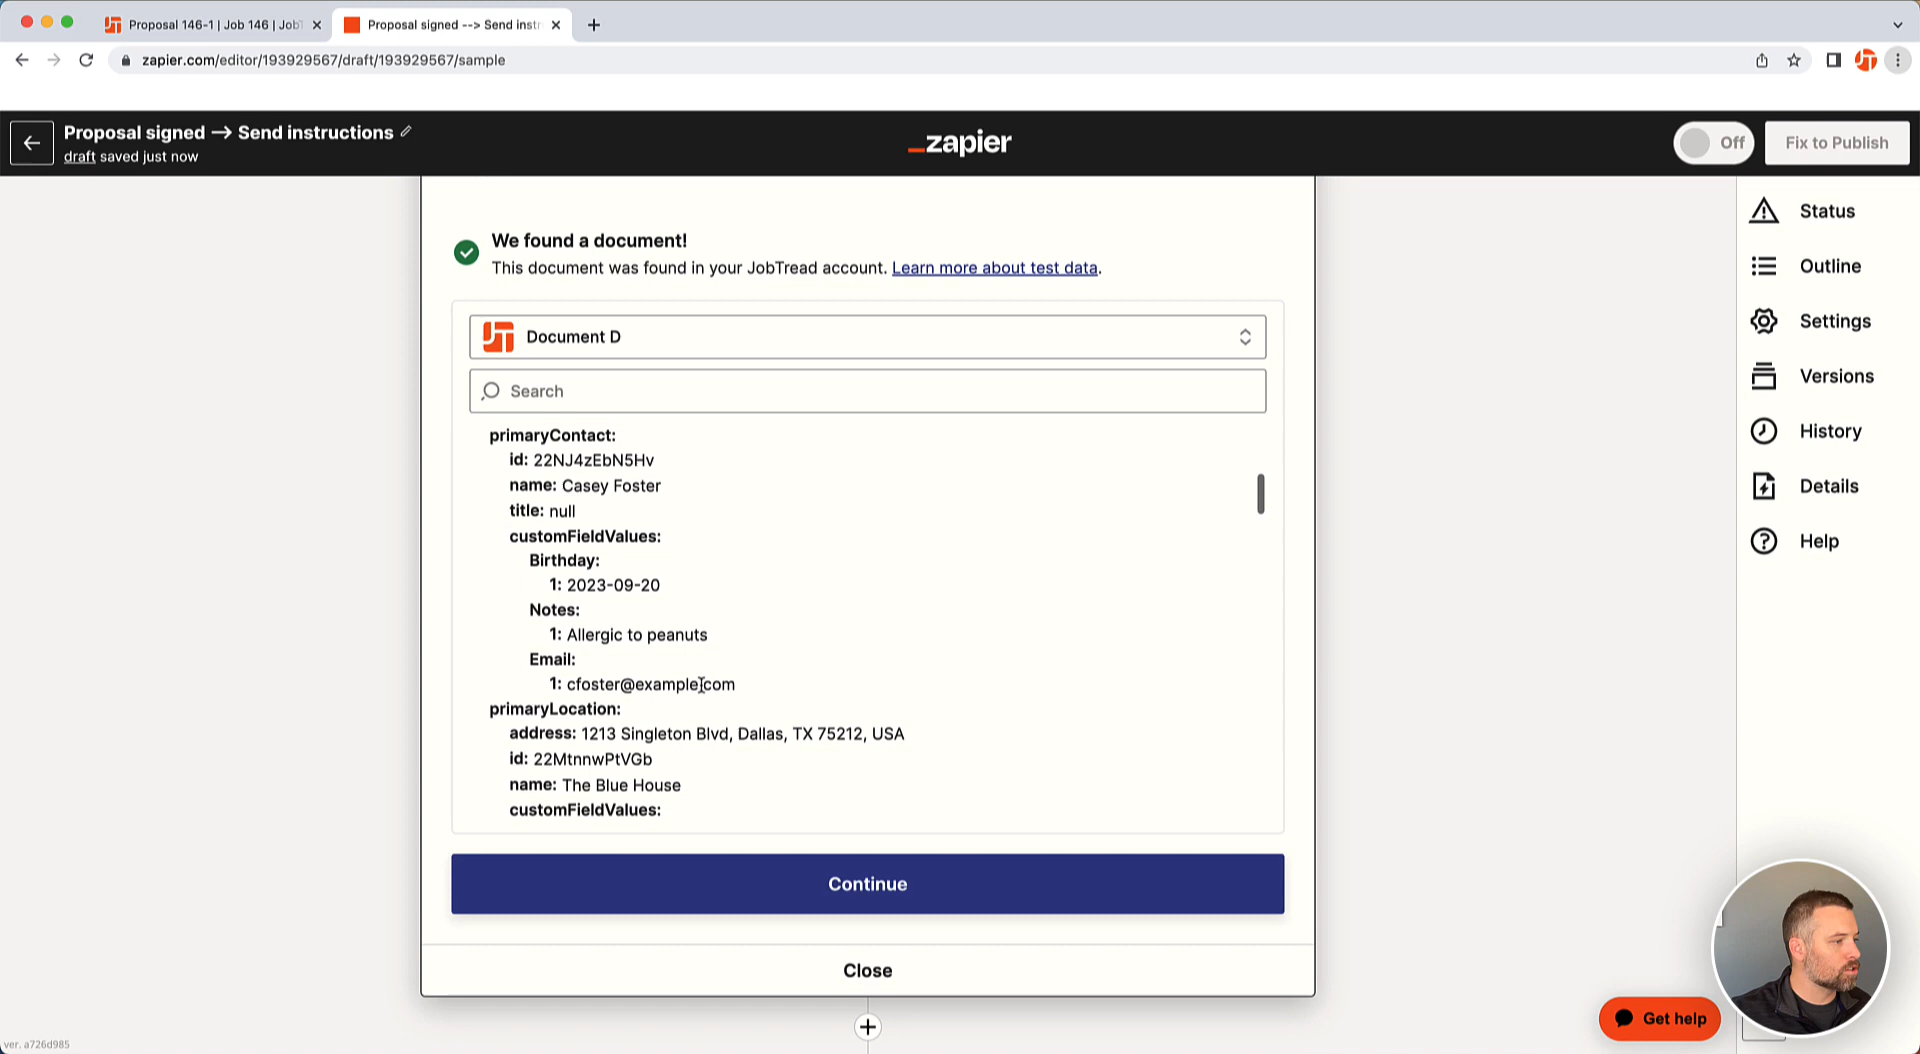 Proposal 146-1 | Job 146 | Job
Proposal signed --> Send instr
zapier.com/editor/193929567/draft/193929567/sample
Proposal signed → Send instructions
draft saved just now
_zapier
Off
Fix to Publish
Status
Outline
Settings
Versions
History
Details
Help
We found a document!
This document was found in your JobTread account. Learn more about test data.
Document D
Search
primaryContact:
id: 22NJ4zEbN5Hv
name: Casey Foster
title: null
customFieldValues:
Birthday:
1: 2023-09-20
Notes:
1: Allergic to peanuts
Email:
1: cfoster@example.com
primaryLocation:
address: 1213 Singleton Blvd, Dallas, TX 75212, USA
id: 22MtnnwPtVGb
name: The Blue House
customFieldValues:
Continue
Close
Get help
ver. a726d985